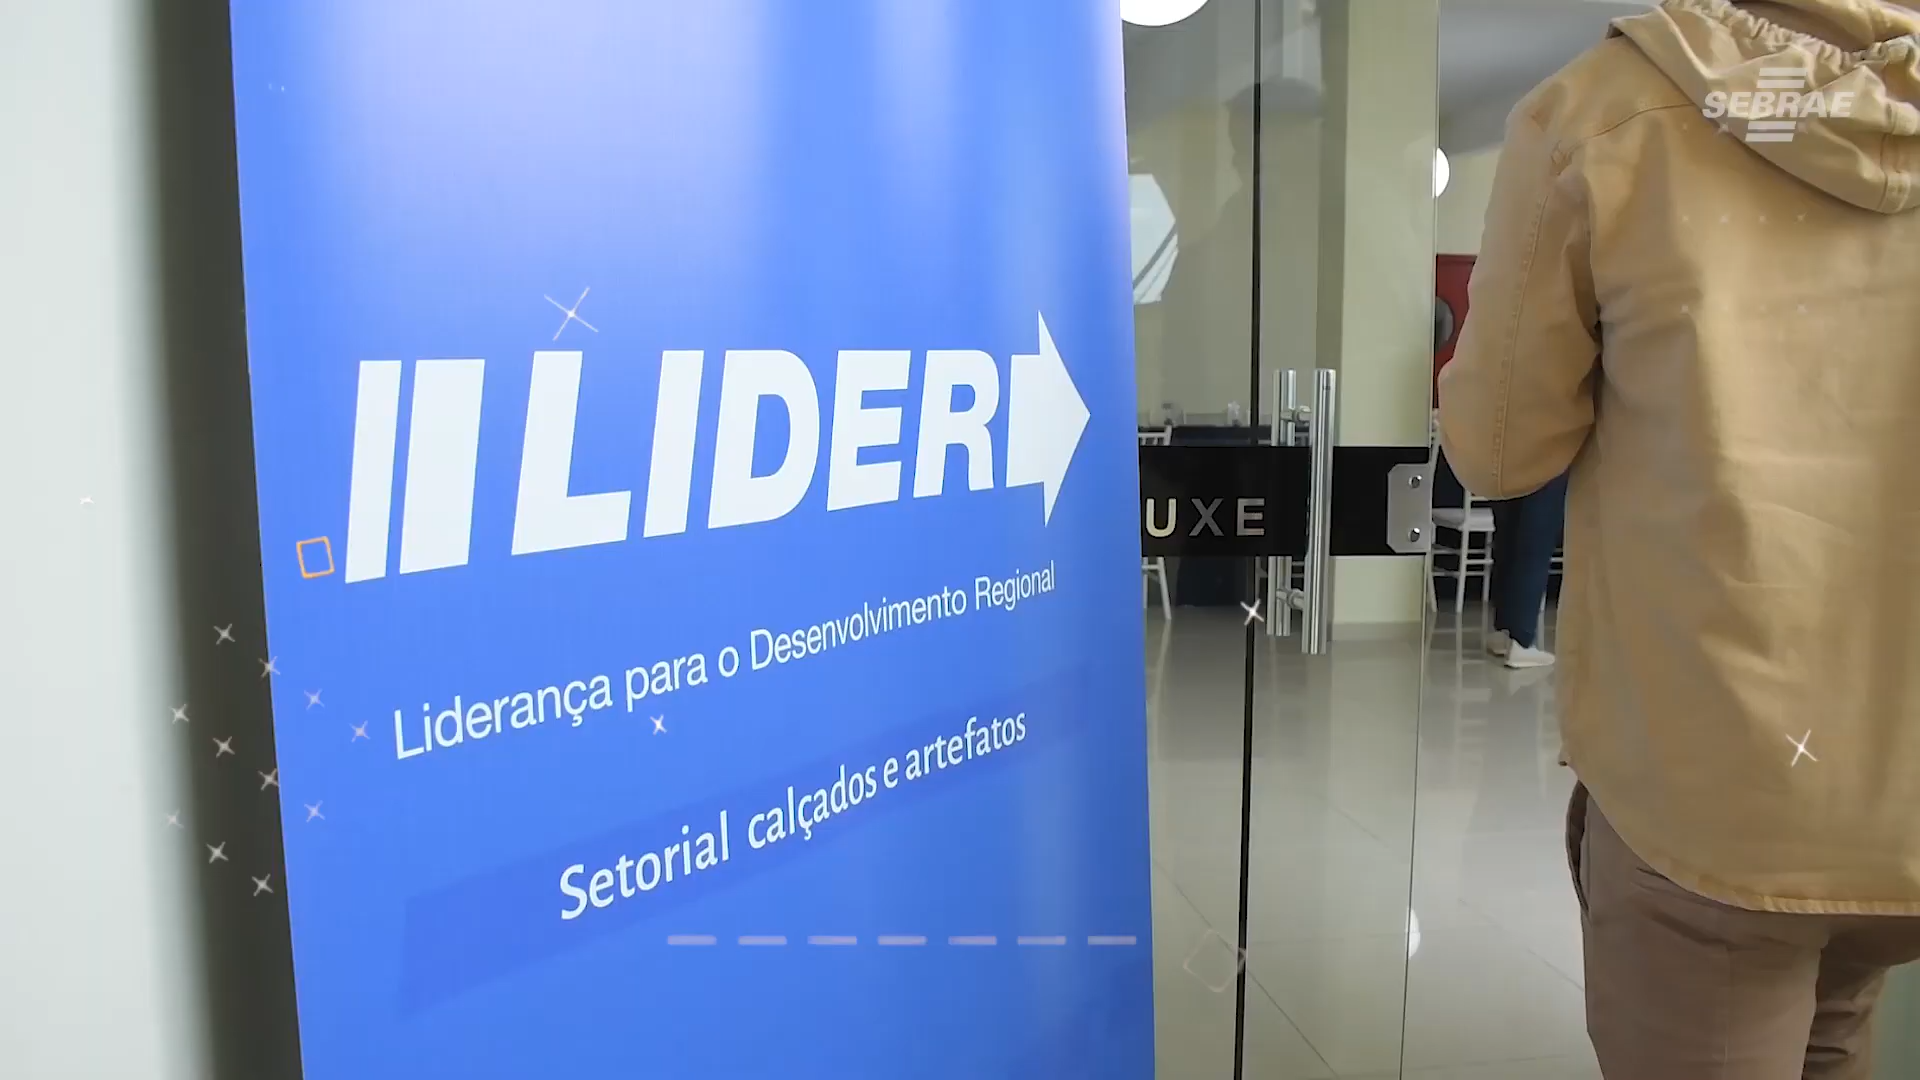 SEBRAE
LIDER
UXE
Liderança para o Desenvolvimento Regional
Setorial calçados e artefatos